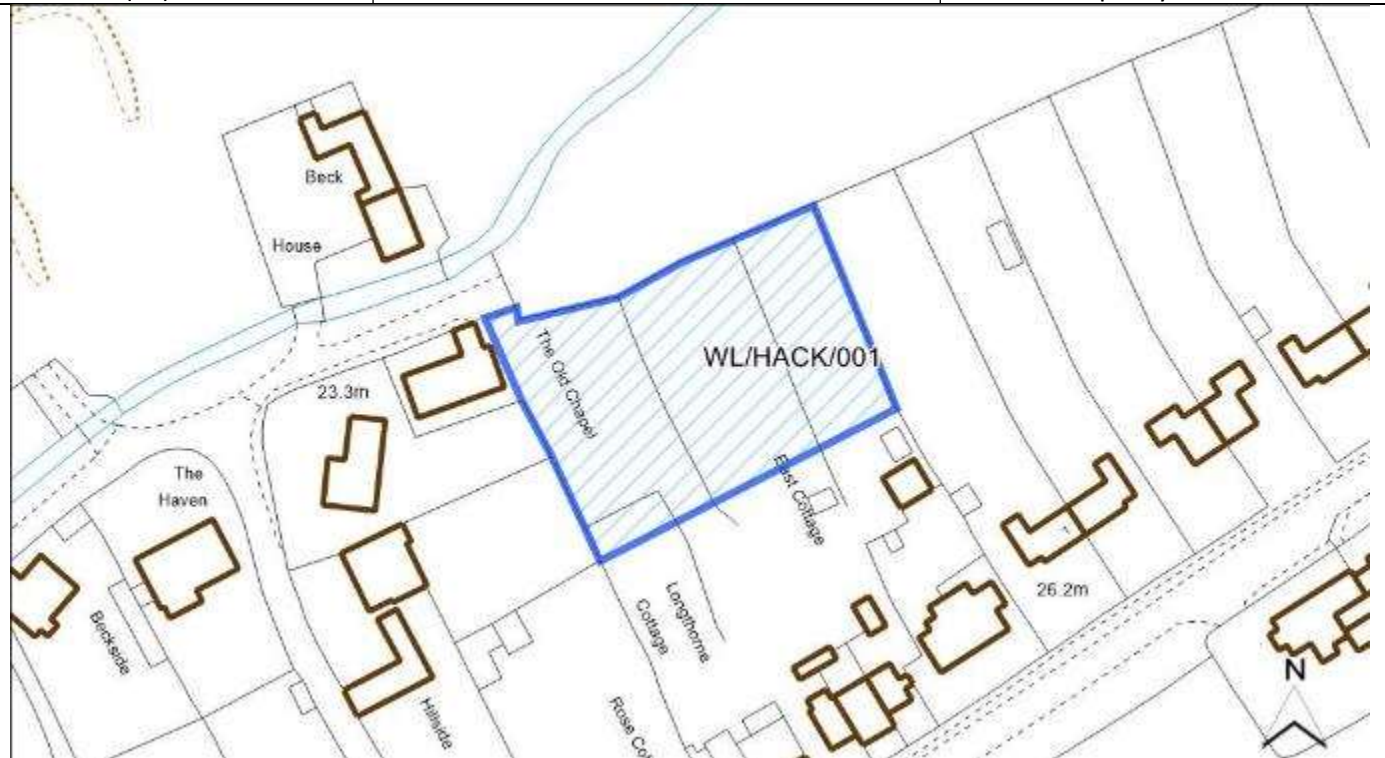 Beck
House
WL/HACK/001
The Old Chapel
23.3m
The
Haven
East Cottage
Longthorne
Cottage
26.2m
Beckside
Hillside
Rose Co
N